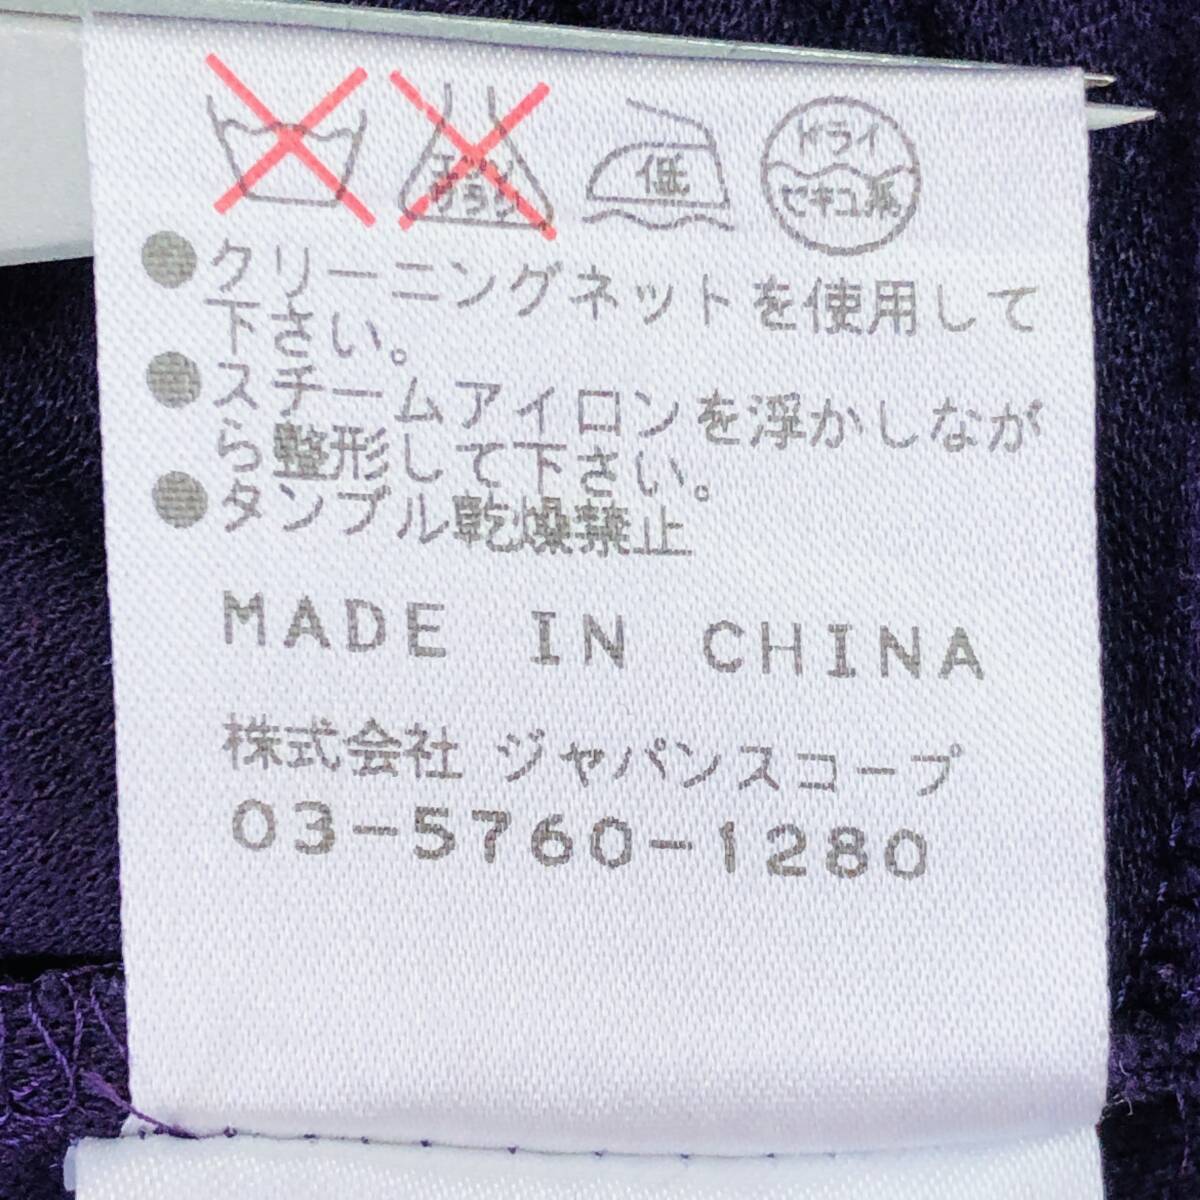 エンソ
サラシ
低
ドライ
セキユ系
●クリーニングネットを使用して
下さい。
●スチームアイロンを浮かしなが
ら整形して下さい。
●タンブル乾燥禁止
MADE IN CHINA
株式会社 ジャパンスコープ
03-5760-1280